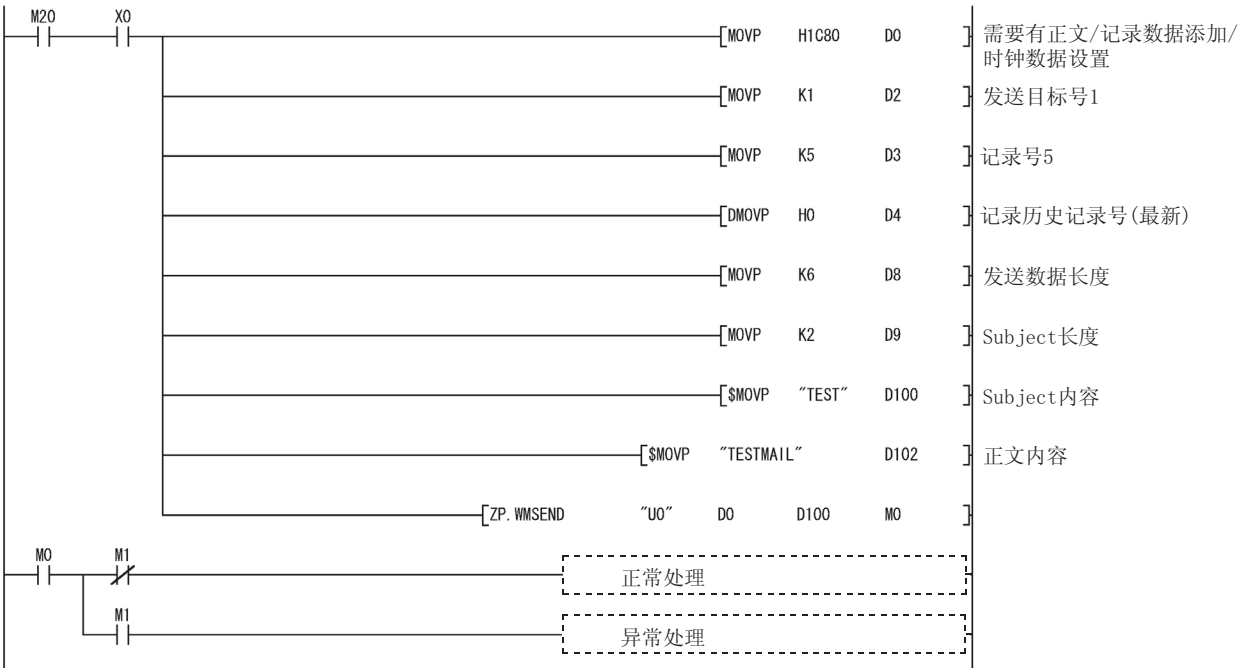 M20 X0
[MOVP H1C80 D0 ] 需要有正文/记录数据添加/
时钟数据设置
[MOVP K1 D2 ] 发送目标号1
[MOVP K5 D3 ] 记录号5
[DMOVP H0 D4 ] 记录历史记录号(最新)
[MOVP K6 D8 ] 发送数据长度
[MOVP K2 D9 ] Subject长度
[$MOVP "TEST" D100 ] Subject内容
[$MOVP "TESTMAIL" D102 ] 正文内容
[ZP.WMSEND "U0" D0 D100 M0 ]
M0 M1
正常处理
M1
异常处理